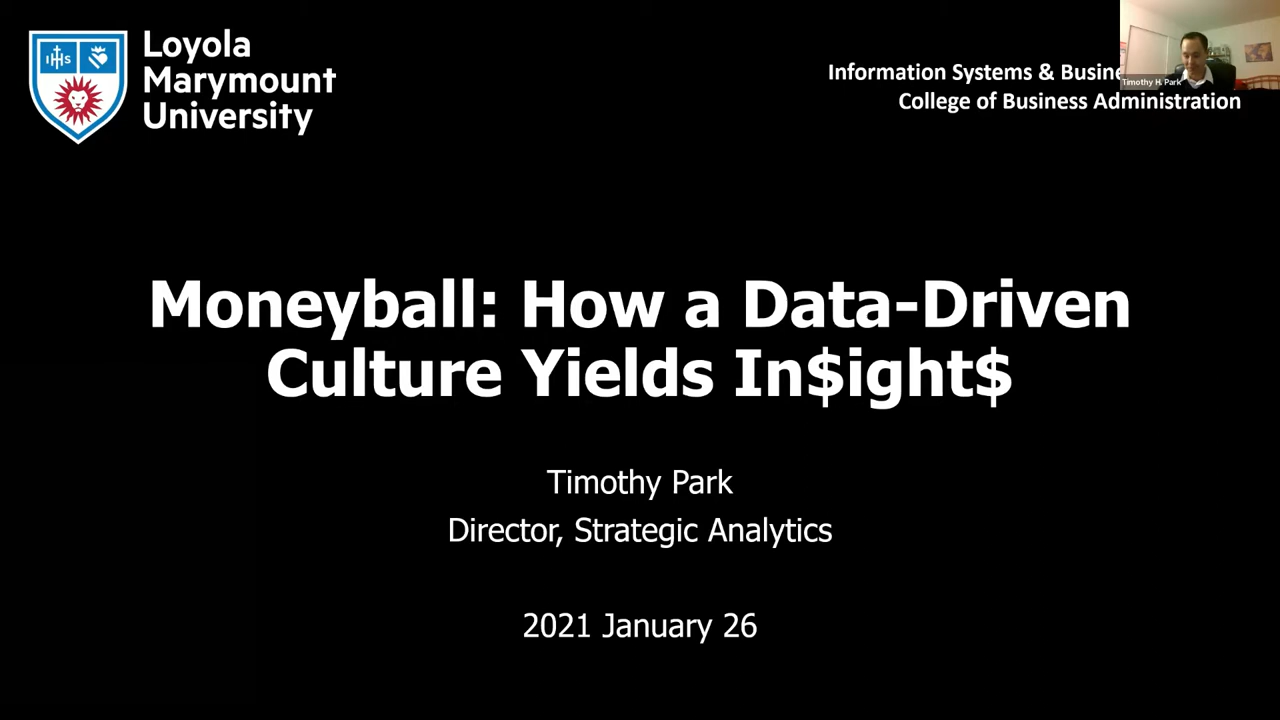 Loyola
Marymount
University
IHS
Information Systems & Busine
Timothy H. Park
College of Business Administration
Moneyball: How a Data-Driven
Culture Yields In$ight$
Timothy Park
Director, Strategic Analytics
2021 January 26